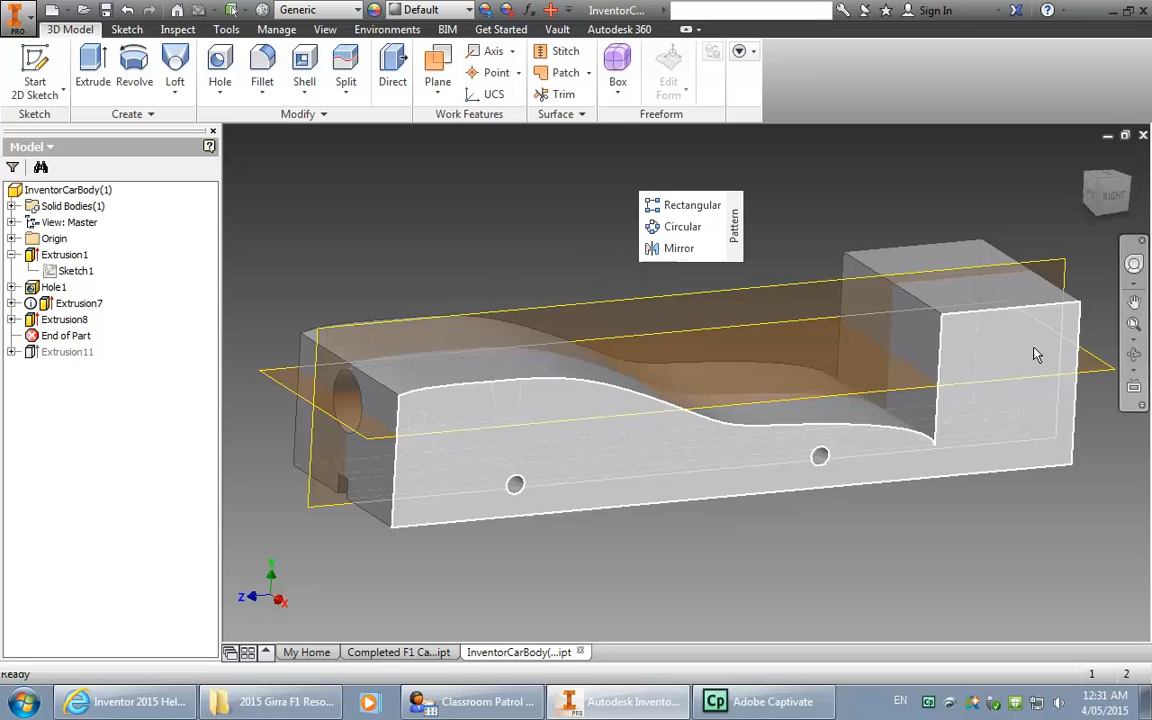 Generic
Default
InventorC...
Sign In
PRO
3D Model Sketch Inspect Tools Manage View Environments BIM Get Started Vault Autodesk 360
Start
2D Sketch
Extrude
Revolve
Loft
Hole
Fillet
Shell
Split
Direct
Plane
Axis
Point
UCS
Stitch
Patch
Trim
Box
Edit
Form
Sketch
Create
Modify
Work Features
Surface
Freeform
Model
InventorCarBody(1)
Solid Bodies(1)
View: Master
Origin
Extrusion1
Sketch1
Hole1
Extrusion7
Extrusion8
End of Part
Extrusion11
Rectangular
Circular
Mirror
Pattern
RIGHT
Y
Z
X
My Home
Completed F1 Ca...ipt
InventorCarBody(...ipt
Ready
1 2
Inventor 2015 Hel...
2015 Girra F1 Reso...
Classroom Patrol ...
Autodesk Invento...
Adobe Captivate
EN
12:31 AM
4/05/2015